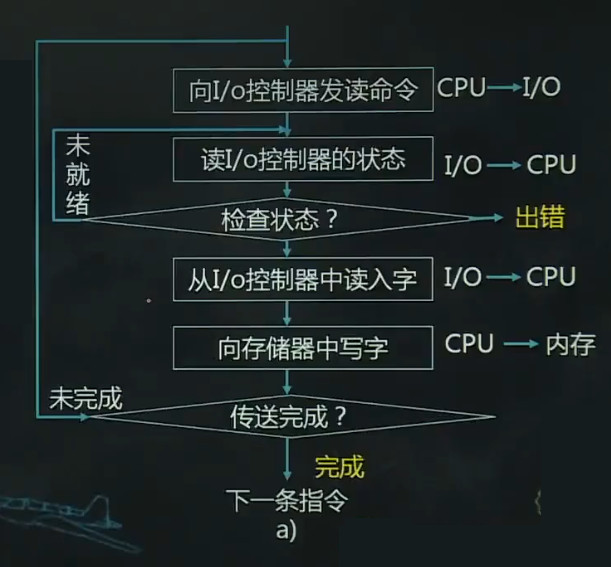 向I/o控制器发读命令 CPU→I/O
未就绪
读I/o控制器的状态 I/O→CPU
检查状态？ 出错
从I/o控制器中读入字 I/O→CPU
向存储器中写字 CPU→内存
未完成
传送完成？
完成
下一条指令
a)